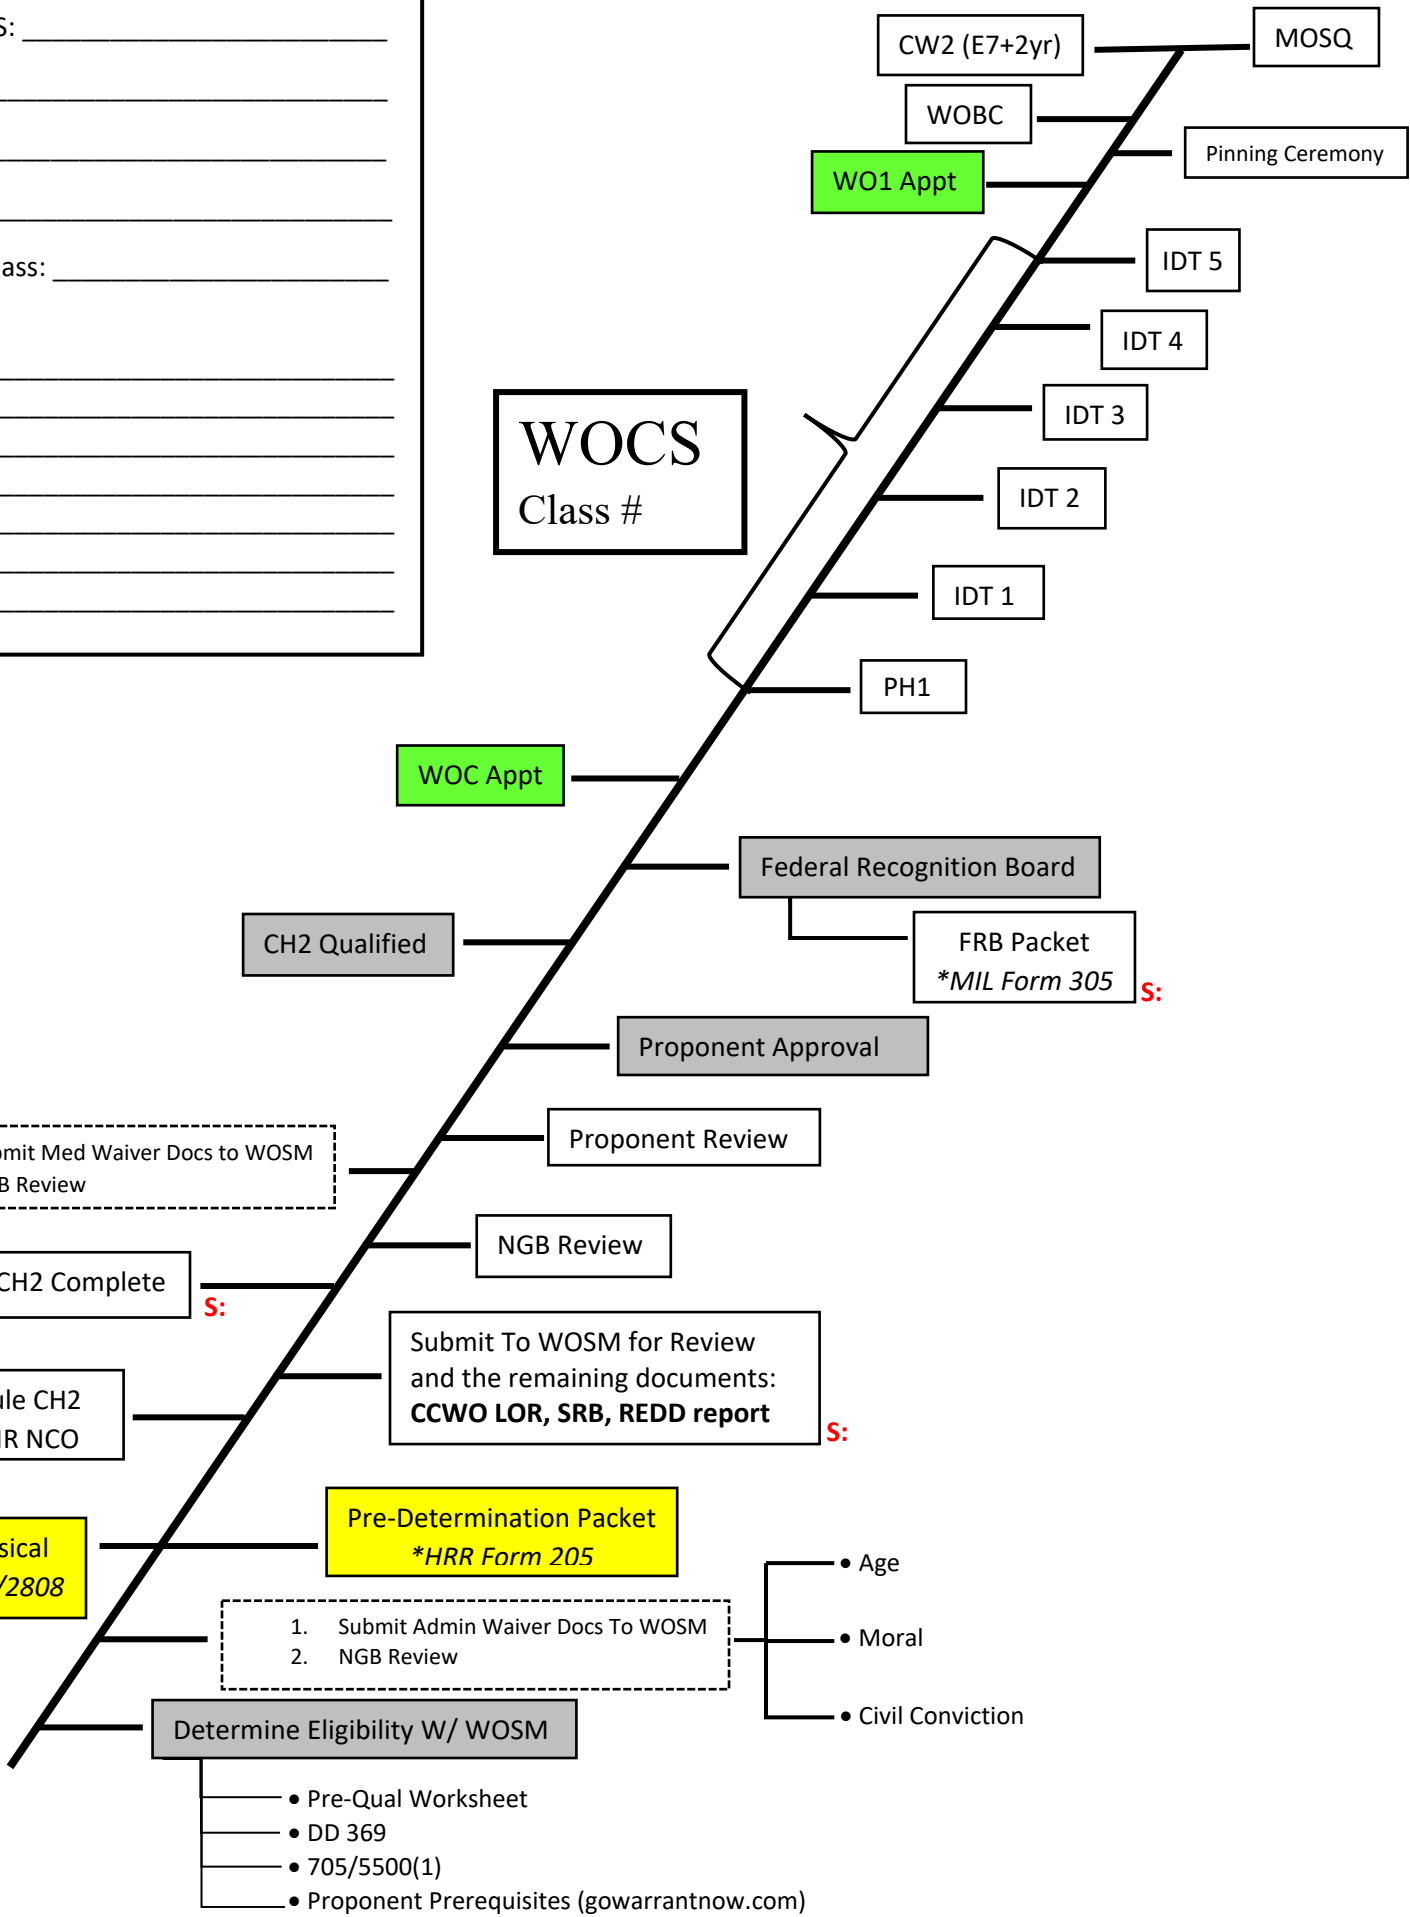 S: ___________________________
CW2 (E7+2yr)
MOSQ
WOBC
Pinning Ceremony
WO1 Appt
IDT 5
ass: _________________________
IDT 4
IDT 3
WOCS
Class #
IDT 2
IDT 1
PH1
WOC Appt
Federal Recognition Board
CH2 Qualified
FRB Packet
*MIL Form 305
S:
Proponent Approval
Proponent Review
mit Med Waiver Docs to WOSM
B Review
NGB Review
CH2 Complete
S:
Submit To WOSM for Review
and the remaining documents:
CCWO LOR, SRB, REDD report
S:
ule CH2
R NCO
Pre-Determination Packet
*HRR Form 205
sical
/2808
• Age
1. Submit Admin Waiver Docs To WOSM
2. NGB Review
• Moral
• Civil Conviction
Determine Eligibility W/ WOSM
• Pre-Qual Worksheet
• DD 369
• 705/5500(1)
• Proponent Prerequisites (gowarrantnow.com)